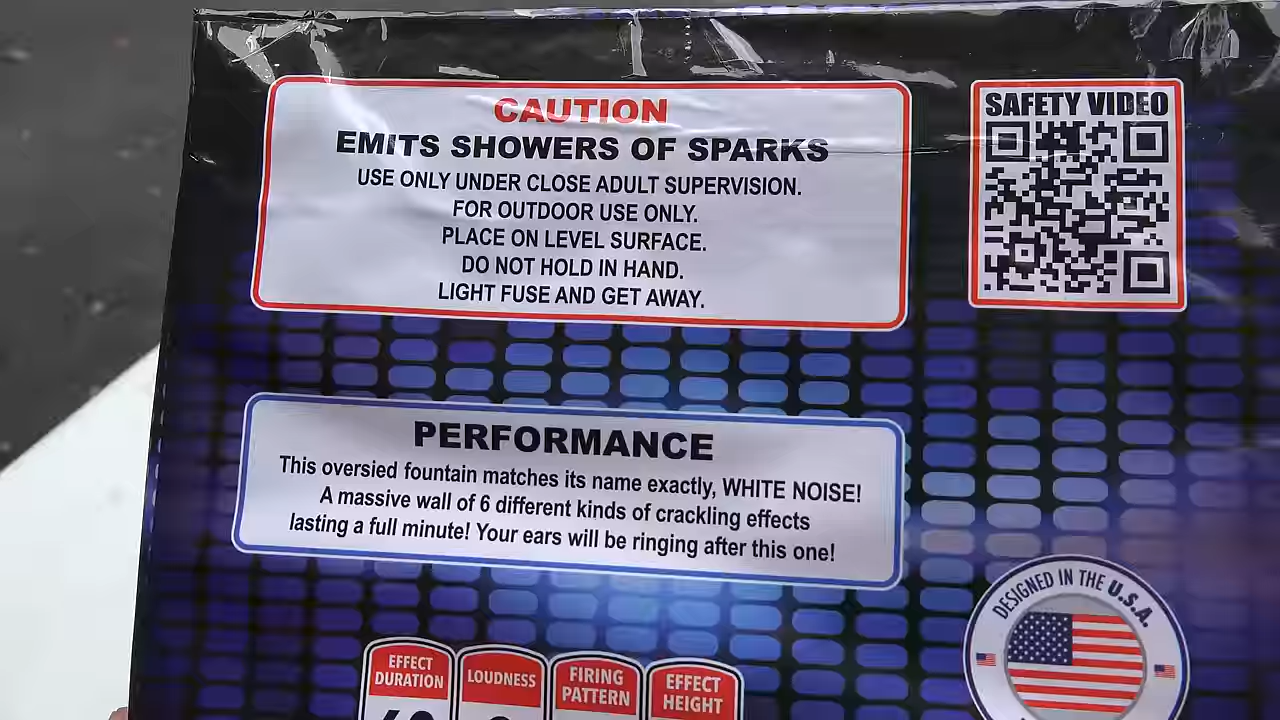 CAUTION
EMITS SHOWERS OF SPARKS
USE ONLY UNDER CLOSE ADULT SUPERVISION.
FOR OUTDOOR USE ONLY.
PLACE ON LEVEL SURFACE.
DO NOT HOLD IN HAND.
LIGHT FUSE AND GET AWAY.
SAFETY VIDEO
PERFORMANCE
This oversied fountain matches its name exactly, WHITE NOISE!
A massive wall of 6 different kinds of crackling effects
lasting a full minute! Your ears will be ringing after this one!
DESIGNED IN THE U.S.A.
EFFECT
DURATION
LOUDNESS
FIRING
PATTERN
EFFECT
HEIGHT